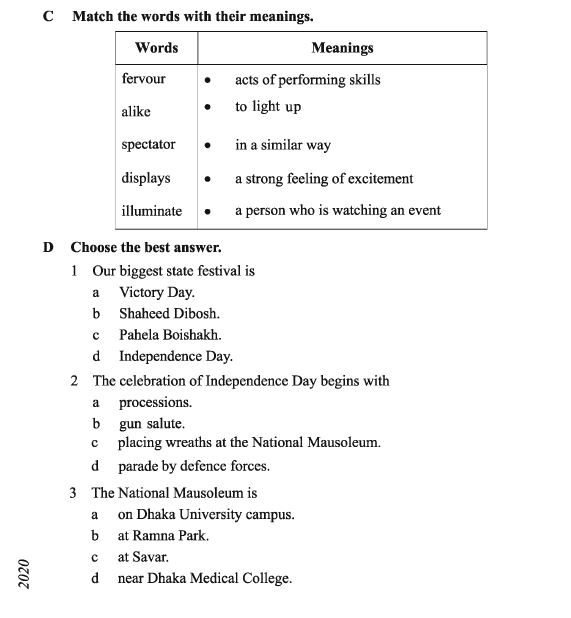 C Match the words with their meanings.
Words Meanings
fervour • acts of performing skills
alike • to light up
spectator • in a similar way
displays • a strong feeling of excitement
illuminate • a person who is watching an event
D Choose the best answer.
1 Our biggest state festival is
a Victory Day.
b Shaheed Dibosh.
c Pahela Boishakh.
d Independence Day.
2 The celebration of Independence Day begins with
a processions.
b gun salute.
c placing wreaths at the National Mausoleum.
d parade by defence forces.
3 The National Mausoleum is
a on Dhaka University campus.
b at Ramna Park.
c at Savar.
d near Dhaka Medical College.
2020